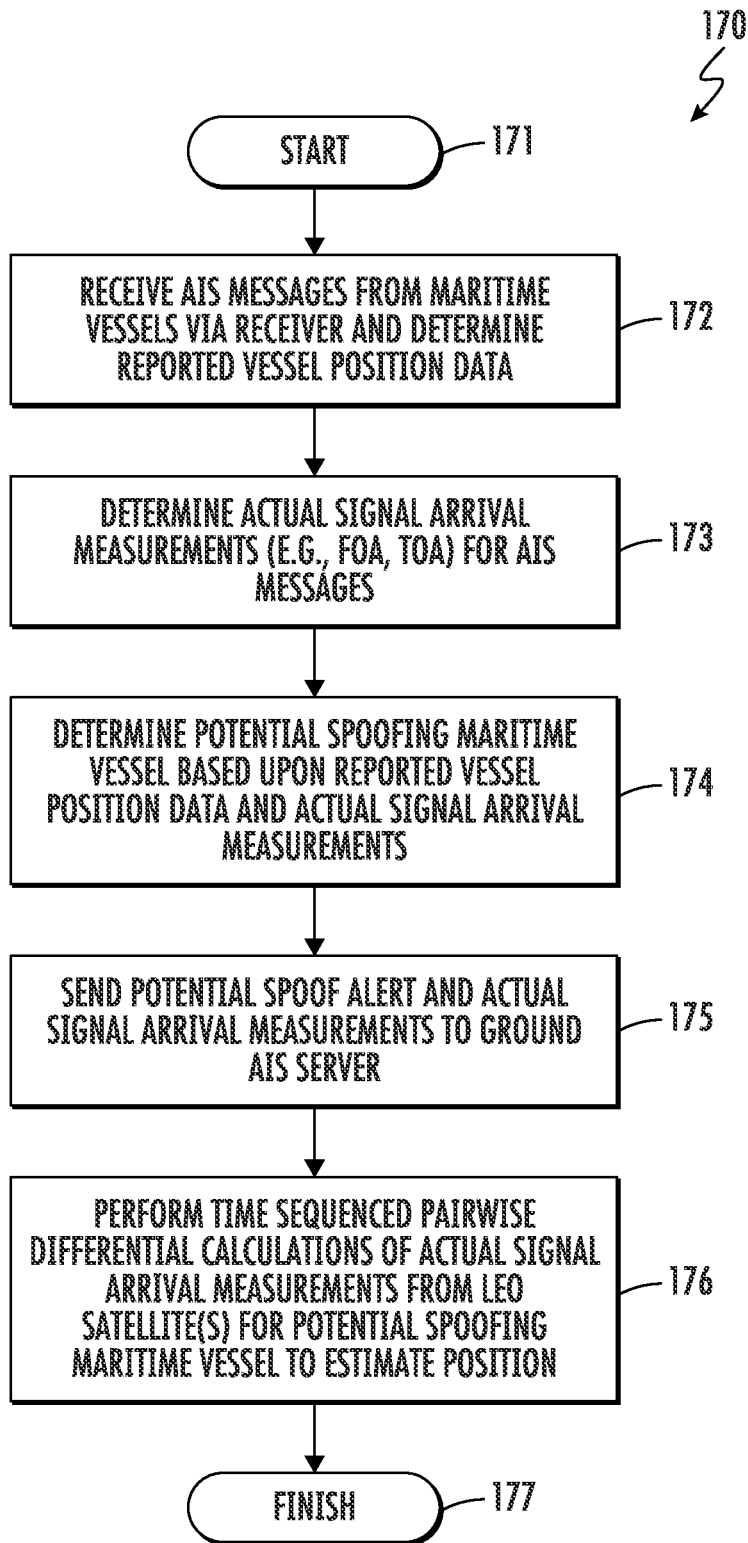 170
START
171
RECEIVE AIS MESSAGES FROM MARITIME
VESSELS VIA RECEIVER AND DETERMINE
REPORTED VESSEL POSITION DATA
172
DETERMINE ACTUAL SIGNAL ARRIVAL
MEASUREMENTS (E.G., FOA, TOA) FOR AIS
MESSAGES
173
DETERMINE POTENTIAL SPOOFING MARITIME
VESSEL BASED UPON REPORTED VESSEL
POSITION DATA AND ACTUAL SIGNAL ARRIVAL
MEASUREMENTS
174
SEND POTENTIAL SPOOF ALERT AND ACTUAL
SIGNAL ARRIVAL MEASUREMENTS TO GROUND
AIS SERVER
175
PERFORM TIME SEQUENCED PAIRWISE
DIFFERENTIAL CALCULATIONS OF ACTUAL SIGNAL
ARRIVAL MEASUREMENTS FROM LEO
SATELLITE(S) FOR POTENTIAL SPOOFING
MARITIME VESSEL TO ESTIMATE POSITION
176
FINISH
177